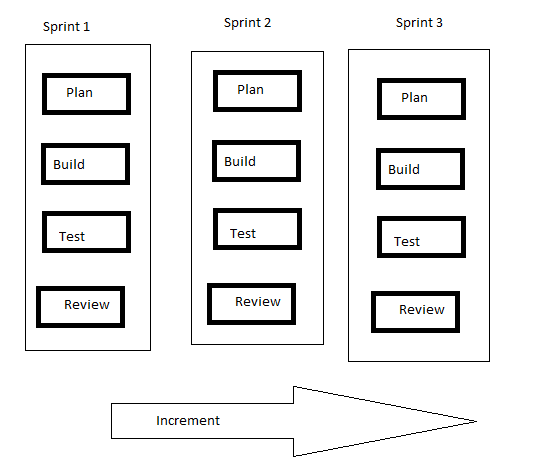 Sprint 1
Plan
Build
Test
Review
Sprint 2
Plan
Build
Test
Review
Sprint 3
Plan
Build
Test
Review
Increment